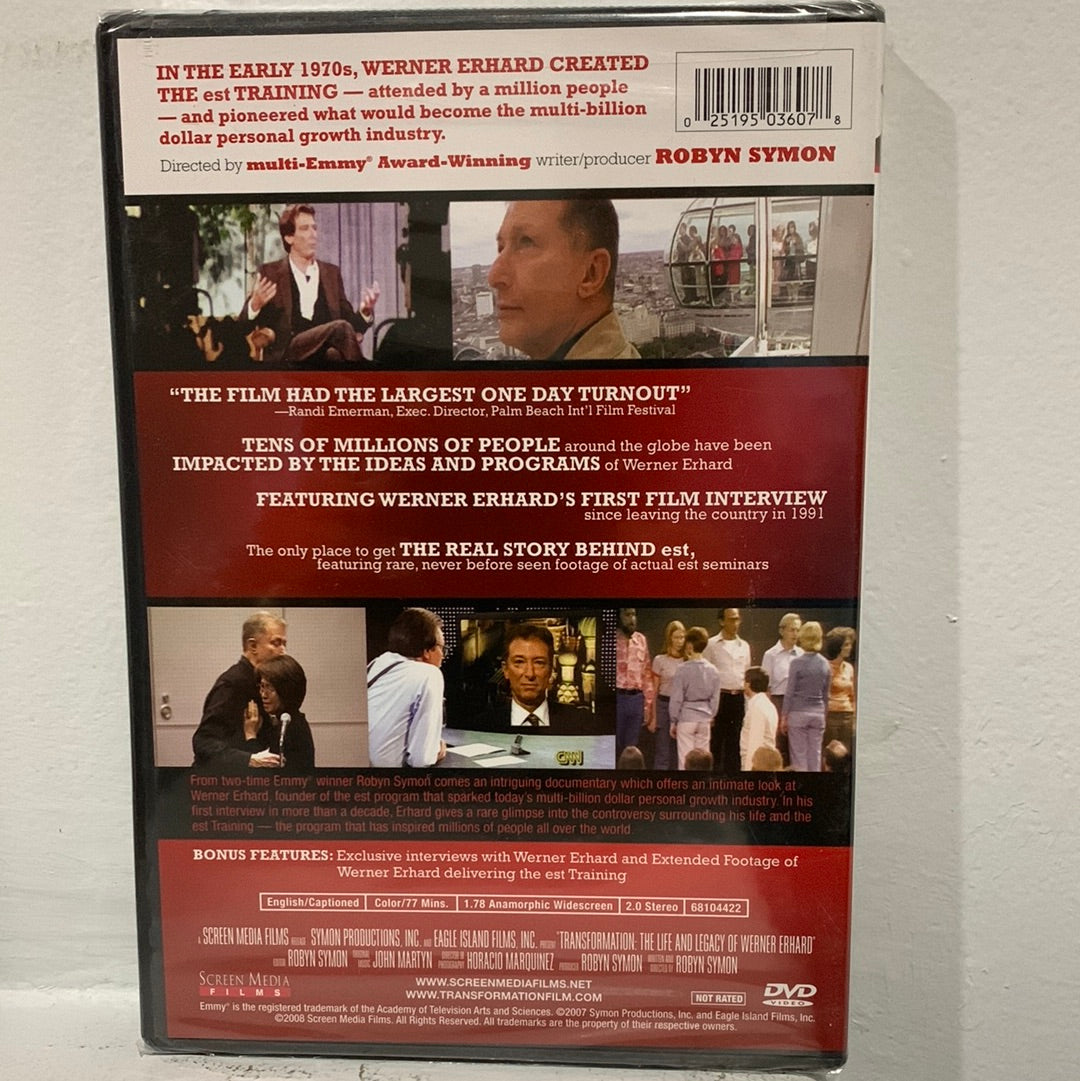 IN THE EARLY 1970s, WERNER ERHARD CREATED
THE est TRAINING — attended by a million people
— and pioneered what would become the multi-billion
dollar personal growth industry.
Directed by multi-Emmy® Award-Winning writer/producer ROBYN SYMON
0 25195 03607 8
“THE FILM HAD THE LARGEST ONE DAY TURNOUT”
—Randi Emerman, Exec. Director, Palm Beach Int'l Film Festival
TENS OF MILLIONS OF PEOPLE around the globe have been
IMPACTED BY THE IDEAS AND PROGRAMS of Werner Erhard
FEATURING WERNER ERHARD'S FIRST FILM INTERVIEW
since leaving the country in 1991
The only place to get THE REAL STORY BEHIND est,
featuring rare, never before seen footage of actual est seminars
CNN
From two-time Emmy® winner Robyn Symon comes an intriguing documentary which offers an intimate look at
Werner Erhard, founder of the est program that sparked today's multi-billion dollar personal growth industry. In his
first interview in more than a decade, Erhard gives a rare glimpse into the controversy surrounding his life and the
est Training — the program that has inspired millions of people all over the world.
BONUS FEATURES: Exclusive interviews with Werner Erhard and Extended Footage of
Werner Erhard delivering the est Training
English/Captioned Color/77 Mins. 1.78 Anamorphic Widescreen 2.0 Stereo 68104422
A SCREEN MEDIA FILMS RELEASE SYMON PRODUCTIONS, INC. AND EAGLE ISLAND FILMS, INC. PRESENT "TRANSFORMATION: THE LIFE AND LEGACY OF WERNER ERHARD"
EDITOR ROBYN SYMON ORIGINAL MUSIC JOHN MARTYN DIRECTOR OF PHOTOGRAPHY HORACIO MARQUINEZ PRODUCER ROBYN SYMON WRITTEN AND DIRECTED BY ROBYN SYMON
SCREEN MEDIA
FILMS
WWW.SCREENMEDIAFILMS.NET
WWW.TRANSFORMATIONFILM.COM
NOT RATED
DVD
VIDEO
Emmy® is the registered trademark of the Academy of Television Arts and Sciences. ©2007 Symon Productions, Inc. and Eagle Island Films, Inc.
©2008 Screen Media Films. All Rights Reserved. All trademarks are the property of their respective owners.